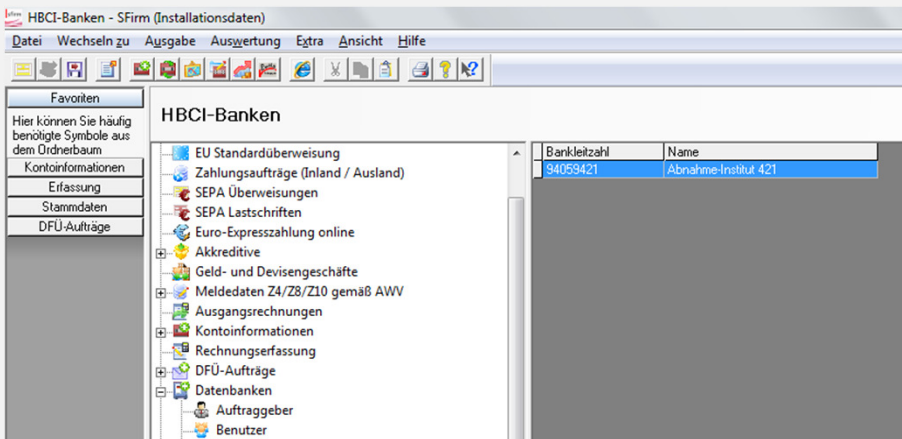 HBCI-Banken - SFirm (Installationsdaten)
Datei Wechseln zu Ausgabe Auswertung Extra Ansicht Hilfe
Favoriten
Hier können Sie häufig
benötigte Symbole aus
dem Ordnerbaum
Kontoinformationen
Erfassung
Stammdaten
DFÜ-Aufträge
HBCI-Banken
EU Standardüberweisung
Zahlungsaufträge (Inland / Ausland)
SEPA Überweisungen
SEPA Lastschriften
Euro-Expresszahlung online
Akkreditive
Geld- und Devisengeschäfte
Meldedaten Z4/Z8/Z10 gemäß AWV
Ausgangsrechnungen
Kontoinformationen
Rechnungserfassung
DFÜ-Aufträge
Datenbanken
Auftraggeber
Benutzer
Bankleitzahl Name
94059421 Abnahme-Institut 421